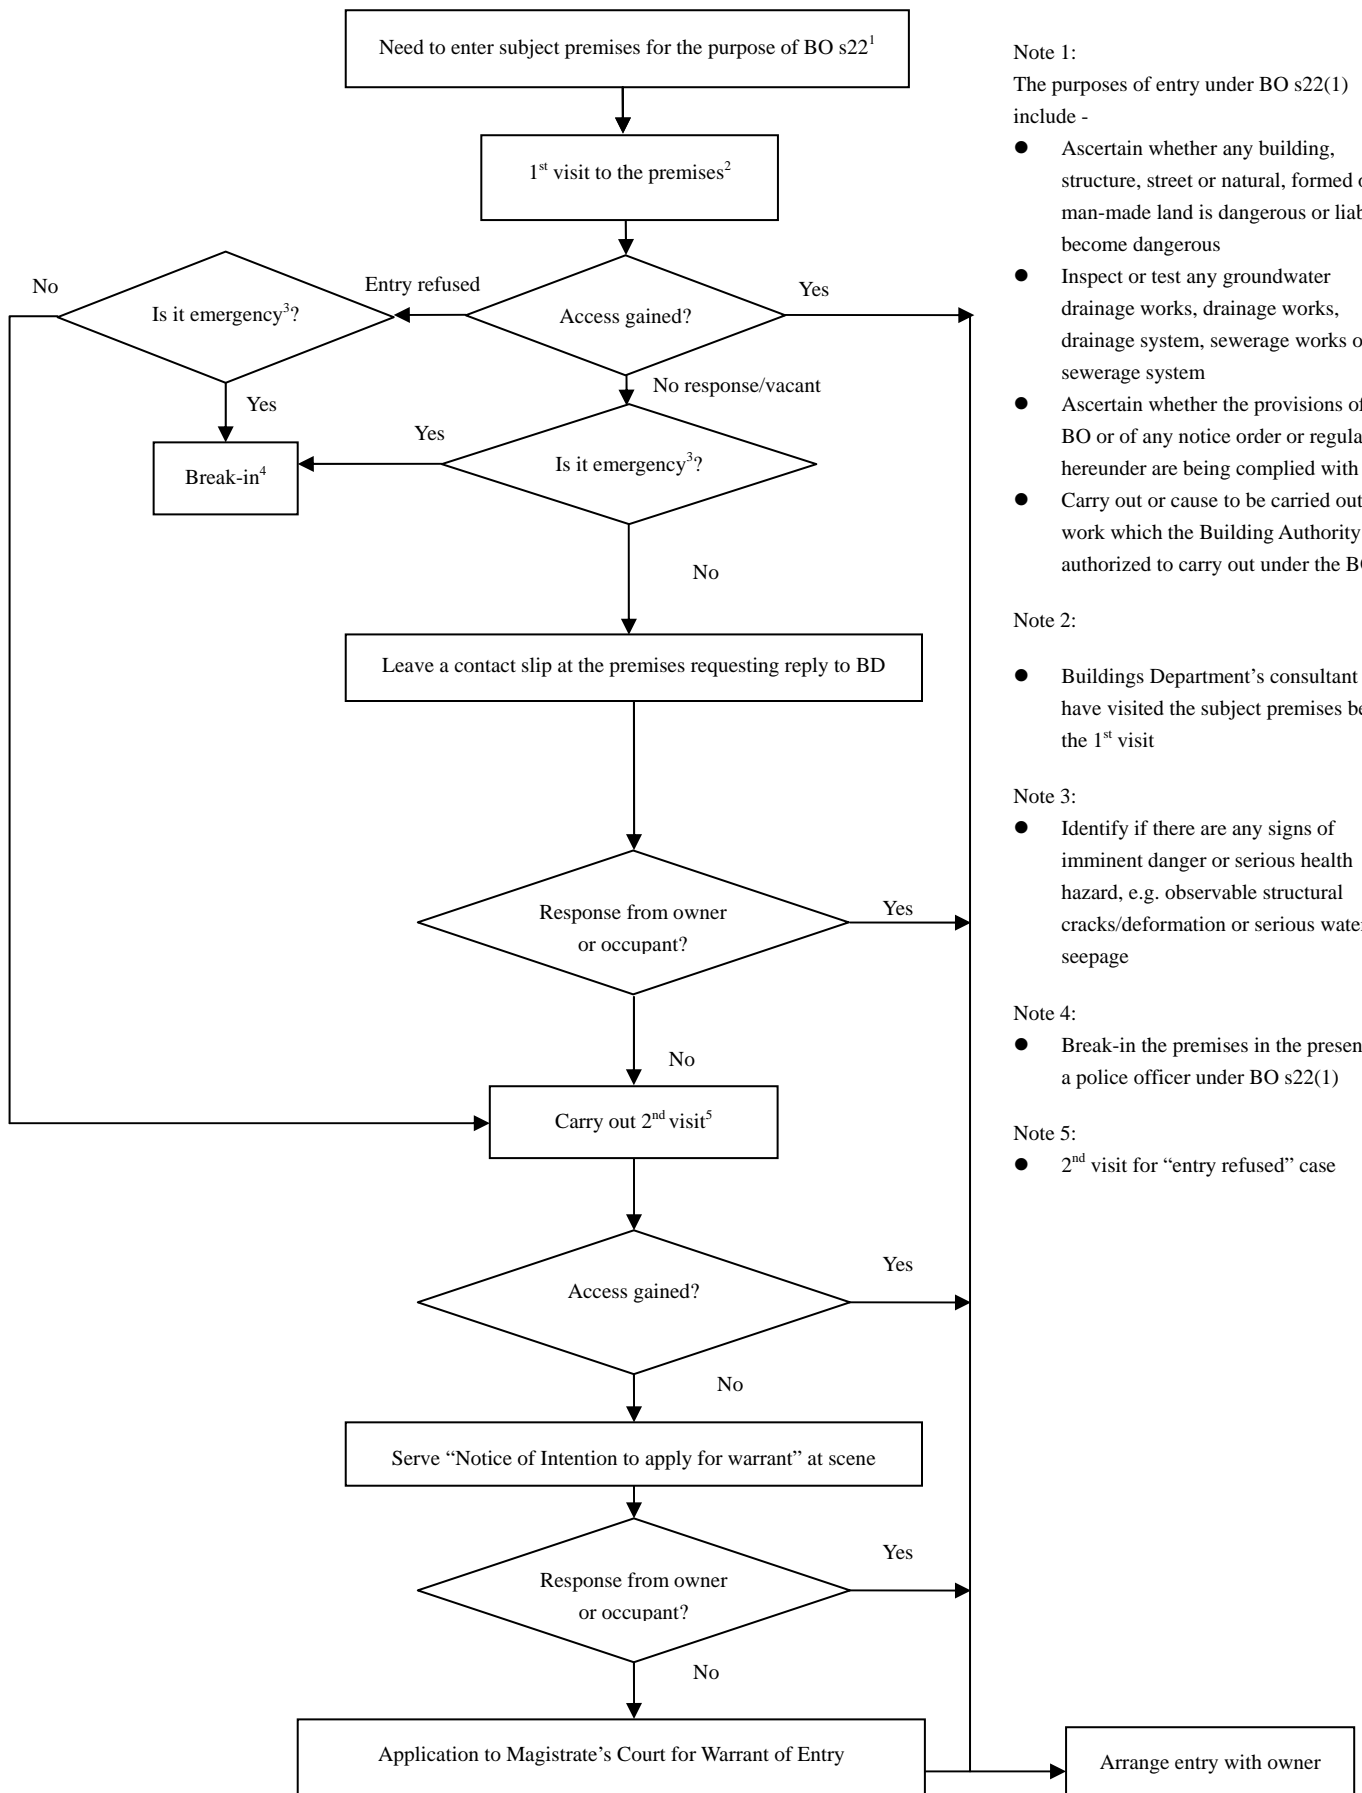 Need to enter subject premises for the purpose of BO s22¹
1st visit to the premises²
No
Is it emergency³?
Entry refused
Access gained?
Yes
Yes
No response/vacant
Break-in⁴
Yes
Is it emergency³?
No
Leave a contact slip at the premises requesting reply to BD
Response from owner
or occupant?
Yes
No
Carry out 2nd visit⁵
Access gained?
Yes
No
Serve “Notice of Intention to apply for warrant” at scene
Response from owner
or occupant?
Yes
No
Application to Magistrate’s Court for Warrant of Entry
Arrange entry with owner
Note 1:
The purposes of entry under BO s22(1)
include -
● Ascertain whether any building,
structure, street or natural, formed
man-made land is dangerous or
become dangerous
● Inspect or test any groundwater
drainage works, drainage works,
drainage system, sewerage works
sewerage system
● Ascertain whether the provisions
BO or of any notice order or
hereunder are being complied with
● Carry out or cause to be carried out
work which the Building Authority
authorized to carry out under the
Note 2:
● Buildings Department’s consultant
have visited the subject premises
the 1st visit
Note 3:
● Identify if there are any signs of
imminent danger or serious health
hazard, e.g. observable structural
cracks/deformation or serious water
seepage
Note 4:
● Break-in the premises in the
a police officer under BO s22(1)
Note 5:
● 2nd visit for “entry refused” case